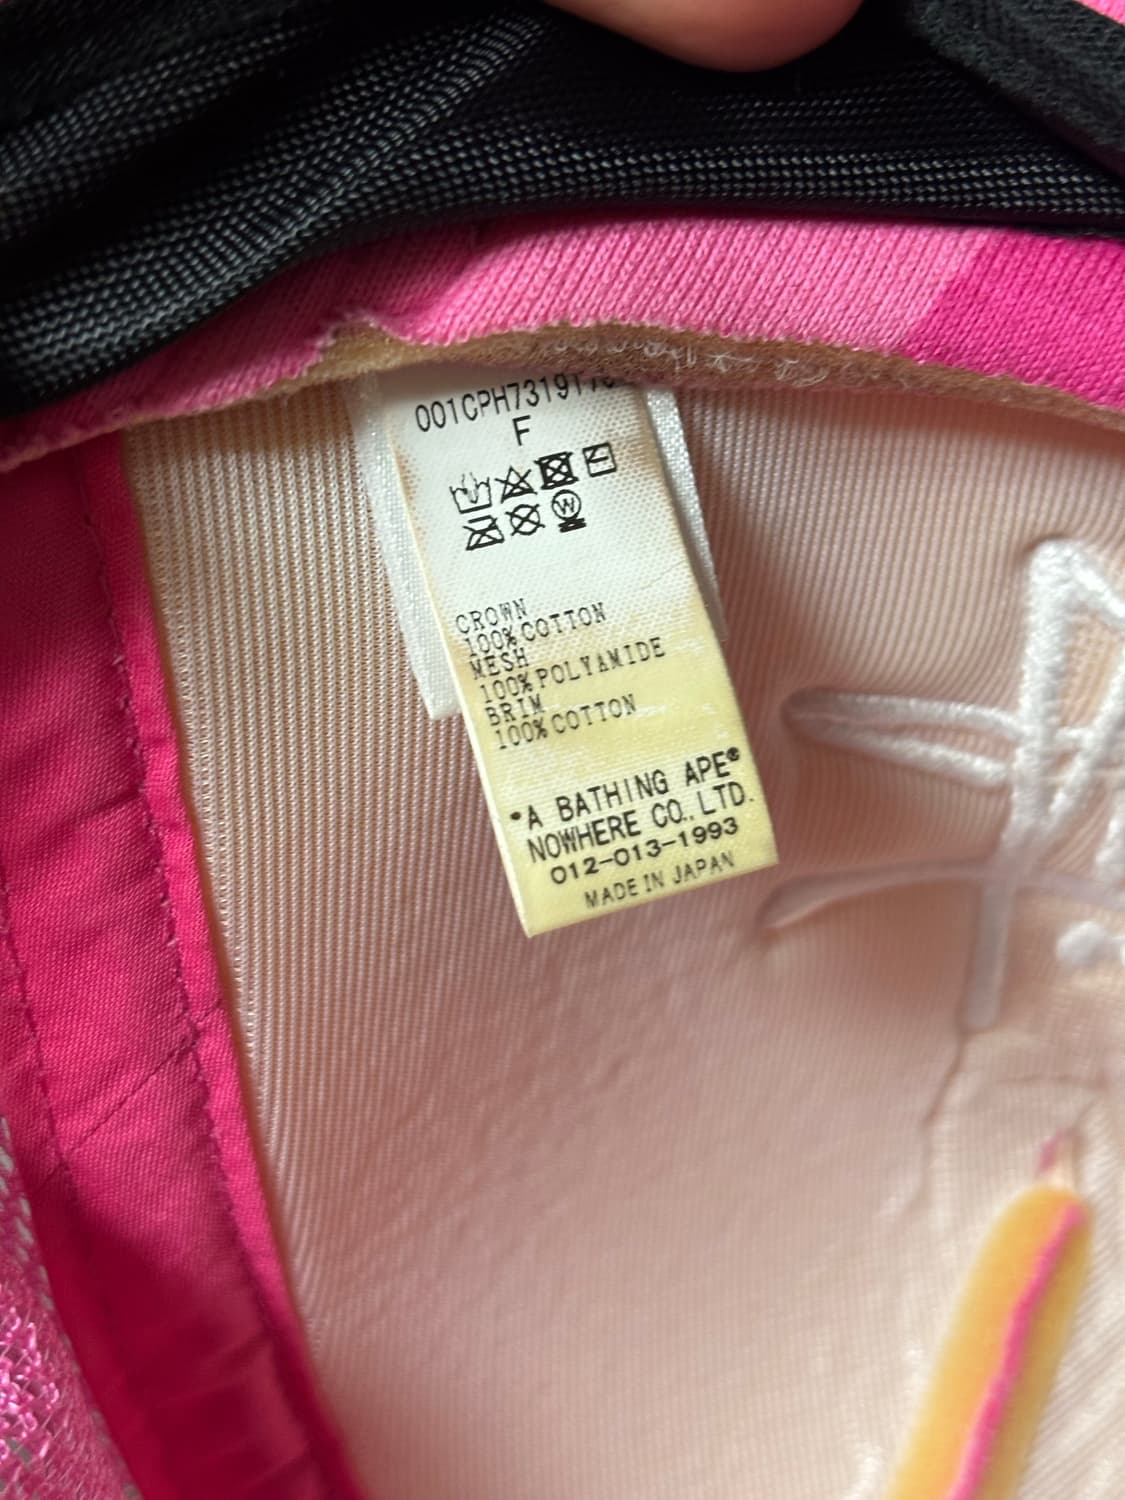 F
CROWN
100%COTTON
MESH
100%POLYAMIDE
BRIM
100%COTTON
•A BATHING APE®
NOWHERE CO.,LTD.
012-013-1993
MADE IN JAPAN